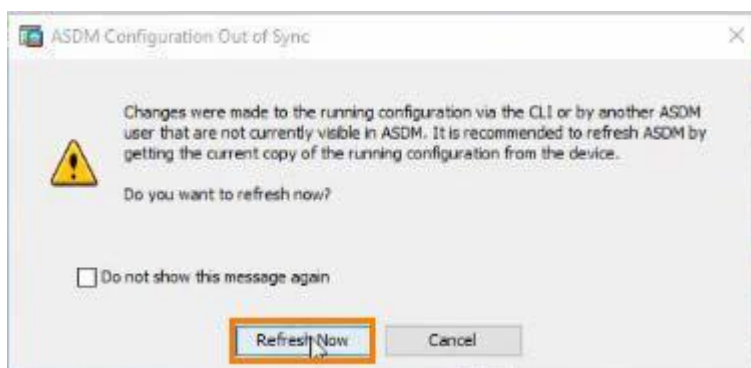 ASDM Configuration Out of Sync
Changes were made to the running configuration via the CLI or by another ASDM
user that are not currently visible in ASDM. It is recommended to refresh ASDM by
getting the current copy of the running configuration from the device.
Do you want to refresh now?
Do not show this message again
Refresh Now
Cancel